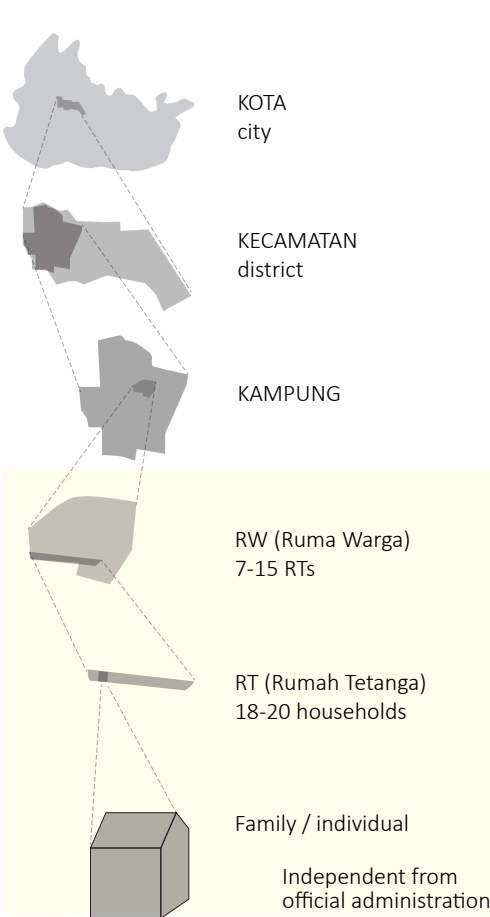 KOTA
city
KECAMATAN
district
KAMPUNG
RW (Ruma Warga)
7-15 RTs
RT (Rumah Tetanga)
18-20 households
Family / individual
Independent from
official administration